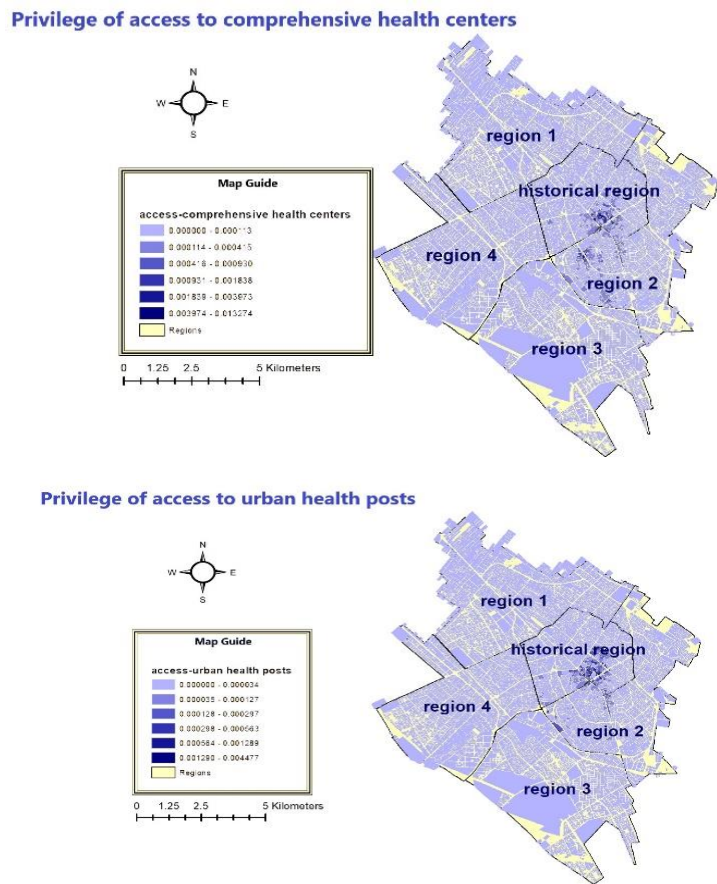 Privilege of access to comprehensive health centers
N
W E
S
Map Guide
access-comprehensive health centers
0.000000 - 0.000113
0.000114 - 0.000415
0.000416 - 0.000930
0.000931 - 0.001838
0.001839 - 0.003973
0.003974 - 0.013274
Regions
0 1.25 2.5 5 Kilometers
region 1
historical region
region 4
region 2
region 3
Privilege of access to urban health posts
N
W E
S
Map Guide
access-urban health posts
0.000000 - 0.000034
0.000035 - 0.000127
0.000128 - 0.000297
0.000298 - 0.000563
0.000564 - 0.001289
0.001290 - 0.004477
Regions
0 1.25 2.5 5 Kilometers
region 1
historical region
region 4
region 2
region 3